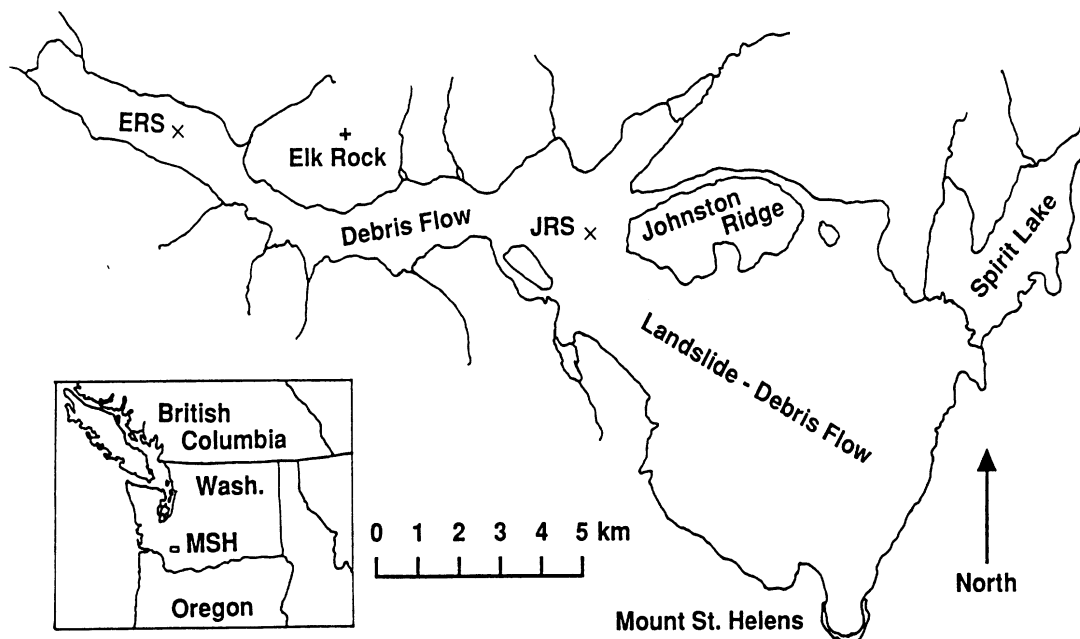 ERS
Elk Rock
Debris Flow
JRS
Johnston
Ridge
Spirit Lake
Landslide - Debris Flow
British
Columbia
Wash.
MSH
Oregon
0 1 2 3 4 5 km
North
Mount St. Helens